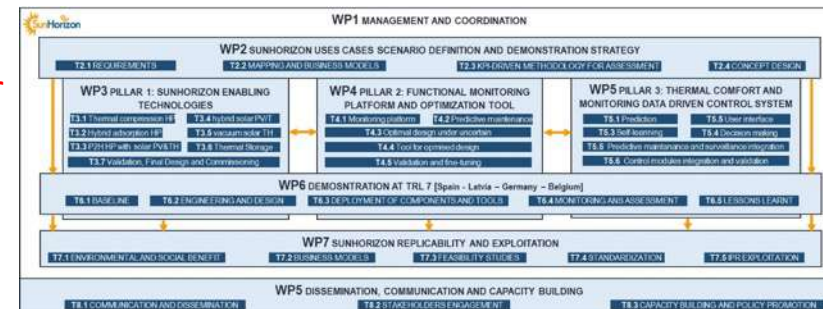 SunHorizon
WP1 MANAGEMENT AND COORDINATION
WP2 SUNHORIZON USES CASES SCENARIO DEFINITION AND DEMONSTRATION STRATEGY
T2.1 REQUIREMENTS
T2.2 MAPPING AND BUSINESS MODELS
T2.3 KPI-DRIVEN METHODOLOGY FOR ASSESSMENT
T2.4 CONCEPT DESIGN
WP3 PILLAR 1: SUNHORIZON ENABLING
TECHNOLOGIES
T3.1 Thermal compression HP
T3.4 hybrid solar PV/T
T3.2 Hybrid adsorption HP
T3.5 vacuum solar TH
T3.3 P2H HP with solar PV&TH
T3.6 Thermal Storage
T3.7 Validation, Final Design and Commissioning
WP4 PILLAR 2: FUNCTIONAL MONITORING
PLATFORM AND OPTIMIZATION TOOL
T4.1 Monitoring platform
T4.2 Predictive maintenance
T4.3 Optimal design under uncertain
T4.4 Tool for optimised design
T4.5 Validation and fine-tuning
WP5 PILLAR 3: THERMAL COMFORT AND
MONITORING DATA DRIVEN CONTROL SYSTEM
T5.1 Prediction
T5.5 User interface
T5.3 Self-learning
T5.4 Decision making
T5.5 Predictive maintanance and surveillance integration
T5.6 Control modules integration and validation
WP6 DEMOSNTRATION AT TRL 7 [Spain - Latvia – Germany – Belgium]
T6.1 BASELINE
T6.2 ENGINEERING AND DESIGN
T6.3 DEPLOYMENT OF COMPONENTS AND TOOLS
T6.4 MONITORING ANS ASSESSMENT
T6.5 LESSONS LEARNT
WP7 SUNHORIZON REPLICABILITY AND EXPLOITATION
T7.1 ENVIRONMENTAL AND SOCIAL BENEFIT
T7.2 BUSINESS MODELS
T7.3 FEASIBILITY STUDIES
T7.4 STANDARDIZATION
T7.5 IPR EXPLOITATION
WP5 DISSEMINATION, COMMUNICATION AND CAPACITY BUILDING
T8.1 COMMUNICATION AND DISSEMINATION
T8.2 STAKEHOLDERS ENGAGEMENT
T8.3 CAPACITY BUILDING AND POLICY PROMOTION